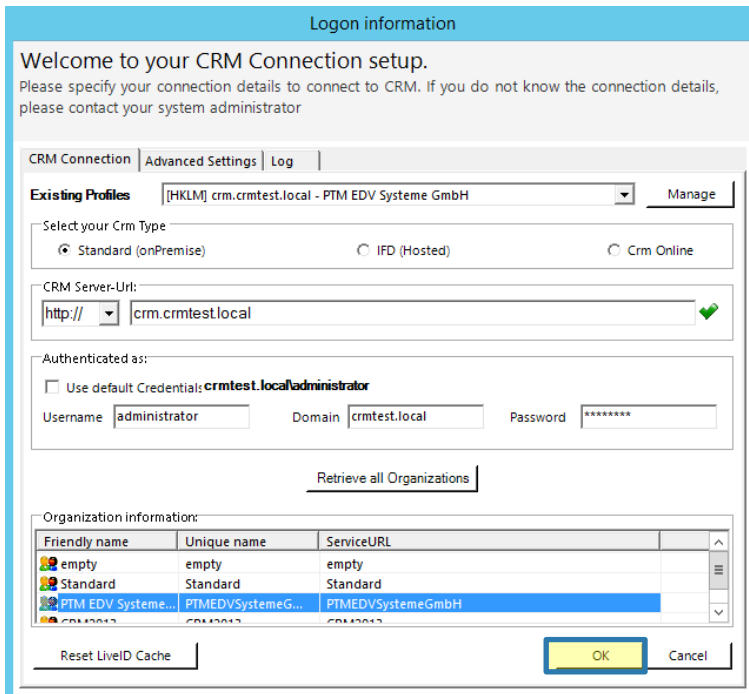 Logon information
Welcome to your CRM Connection setup.
Please specify your connection details to connect to CRM. If you do not know the connection details,
please contact your system administrator
CRM Connection Advanced Settings Log
Existing Profiles [HKLM] crm.crmtest.local - PTM EDV Systeme GmbH Manage
Select your Crm Type
Standard (onPremise) IFD (Hosted) Crm Online
CRM Server-Url:
http:// crm.crmtest.local
Authenticated as:
Use default Credentials crmtest.local\administrator
Username administrator Domain crmtest.local Password ********
Retrieve all Organizations
Organization information:
Friendly name Unique name ServiceURL
empty empty empty
Standard Standard Standard
PTM EDV Systeme... PTMEDVSystemeG... PTMEDVSystemeGmbH
CRM2013 CRM2013 CRM2013
Reset LiveID Cache OK Cancel